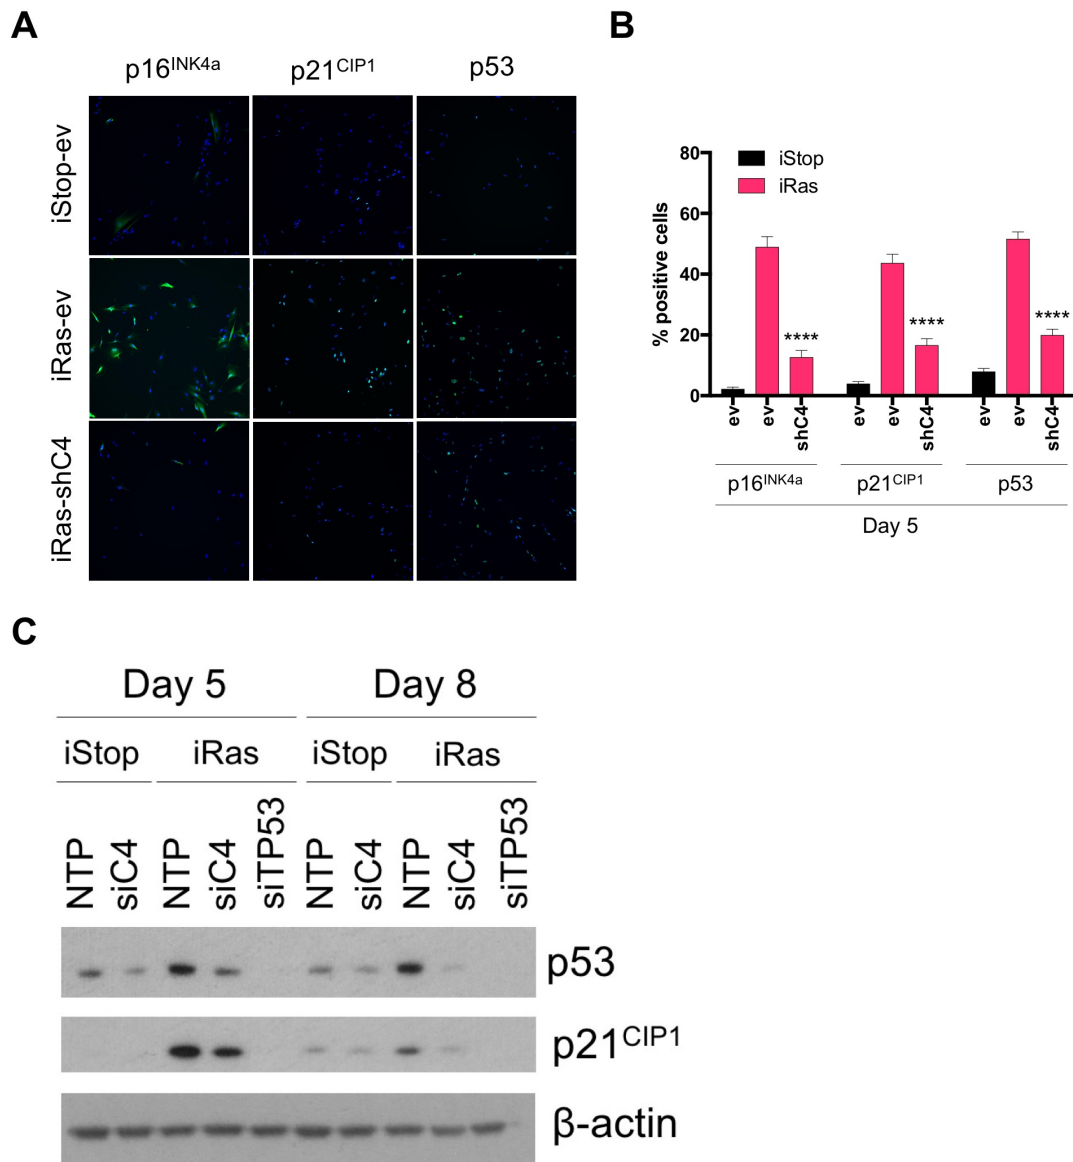 A
p16INK4a
p21CIP1
p53
iStop-ev
iRas-ev
iRas-shC4
B
iStop
iRas
% positive cells
80
60
40
20
0
****
****
****
ev
ev
shC4
ev
ev
shC4
ev
ev
shC4
p16INK4a
p21CIP1
p53
Day 5
C
Day 5 Day 8
iStop iRas iStop iRas
NTP siC4 NTP siC4 siTP53 NTP siC4 NTP siC4 siTP53
p53
p21CIP1
β-actin